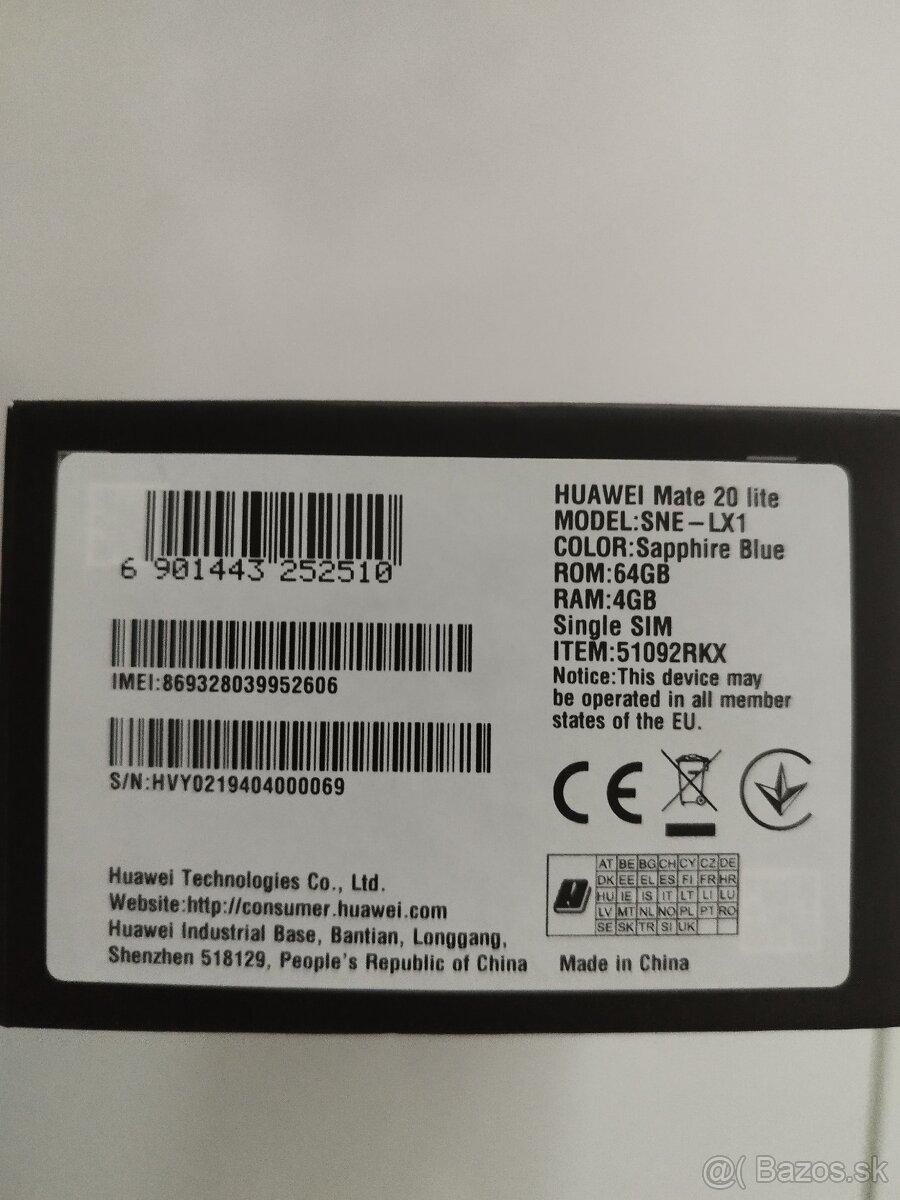 6 901443 252510
IMEI:869328039952606
S/N:HVY0219404000069
HUAWEI Mate 20 lite
MODEL:SNE-LX1
COLOR:Sapphire Blue
ROM:64GB
RAM:4GB
Single SIM
ITEM:51092RKX
Notice:This device may
be operated in all member
states of the EU.
CE
AT BE BG CH CY CZ DE
DK EE EL ES FI FR HR
HU IE IS IT LT LI LU
LV MT NL NO PL PT RO
SE SK TR SI UK
Huawei Technologies Co., Ltd.
Website:http://consumer.huawei.com
Huawei Industrial Base, Bantian, Longgang,
Shenzhen 518129, People's Republic of China
Made in China
@( Bazos.sk